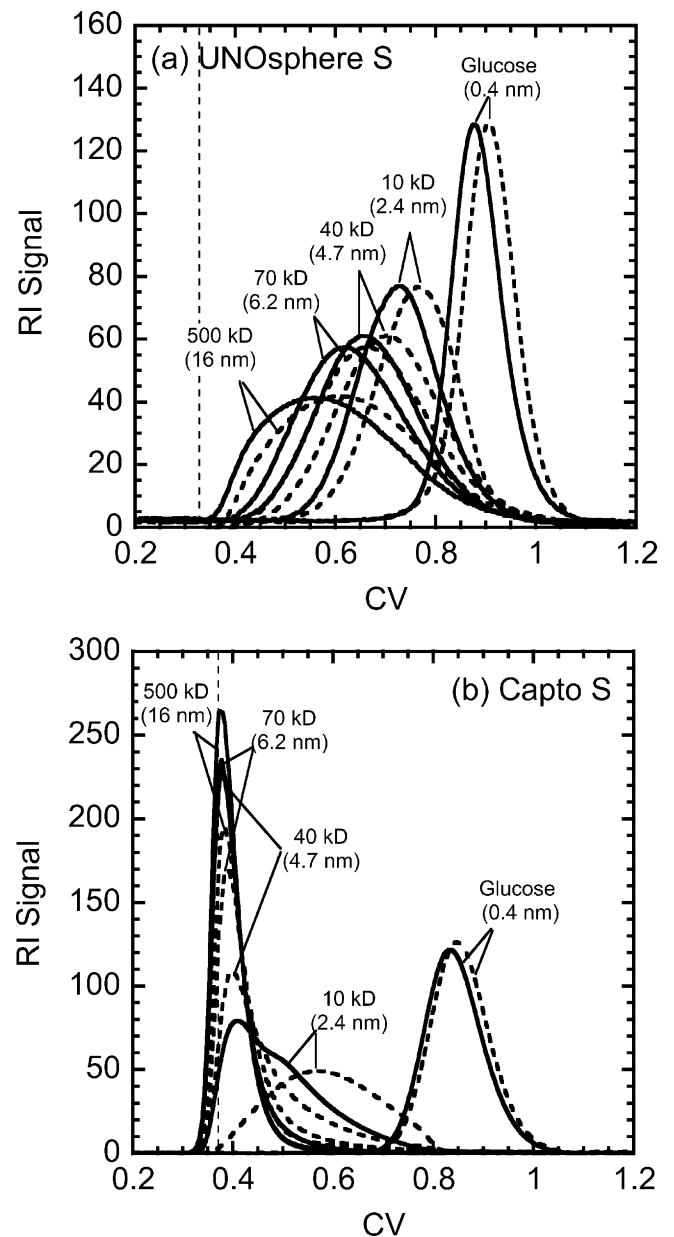 160
(a) UNOsphere S
Glucose
(0.4 nm)
140
120
10 kD
(2.4 nm)
100
40 kD
(4.7 nm)
80
70 kD
(6.2 nm)
60
500 kD
(16 nm)
40
20
0
RI Signal
0.2 0.4 0.6 0.8 1 1.2
CV
300
(b) Capto S
500 kD
(16 nm)
70 kD
(6.2 nm)
250
200
40 kD
(4.7 nm)
150
Glucose
(0.4 nm)
100
10 kD
(2.4 nm)
50
0
RI Signal
0.2 0.4 0.6 0.8 1 1.2
CV